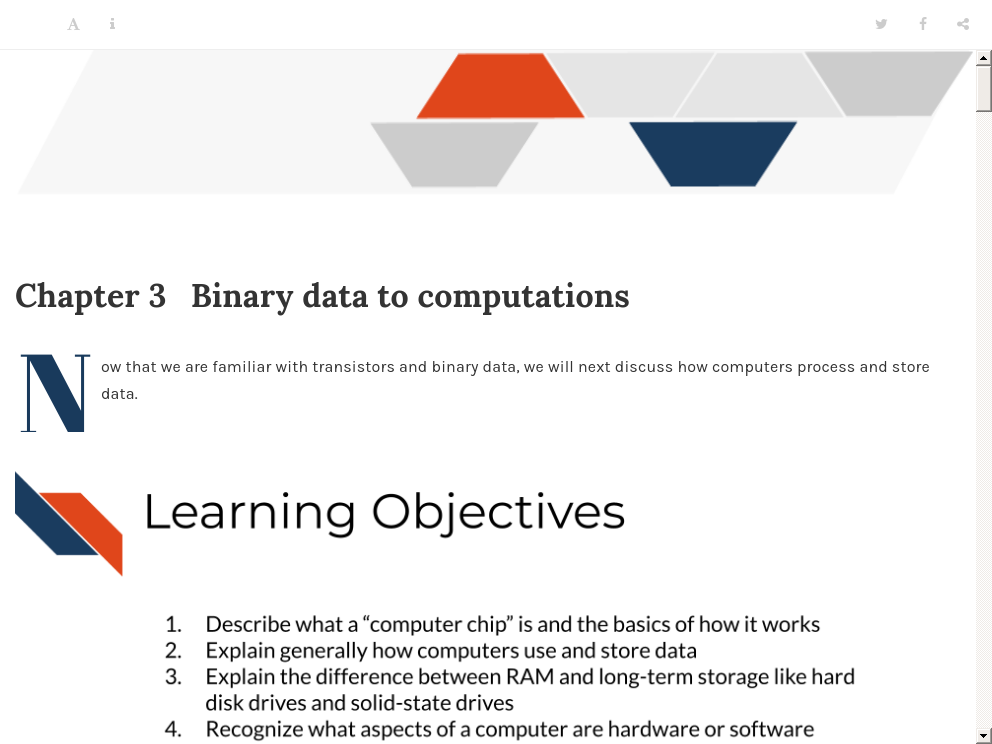 A
Chapter 3 Binary data to computations
Now that we are familiar with transistors and binary data, we will next discuss how computers process and store
data.
Learning Objectives
1. Describe what a “computer chip” is and the basics of how it works
2. Explain generally how computers use and store data
3. Explain the difference between RAM and long-term storage like hard
disk drives and solid-state drives
4. Recognize what aspects of a computer are hardware or software